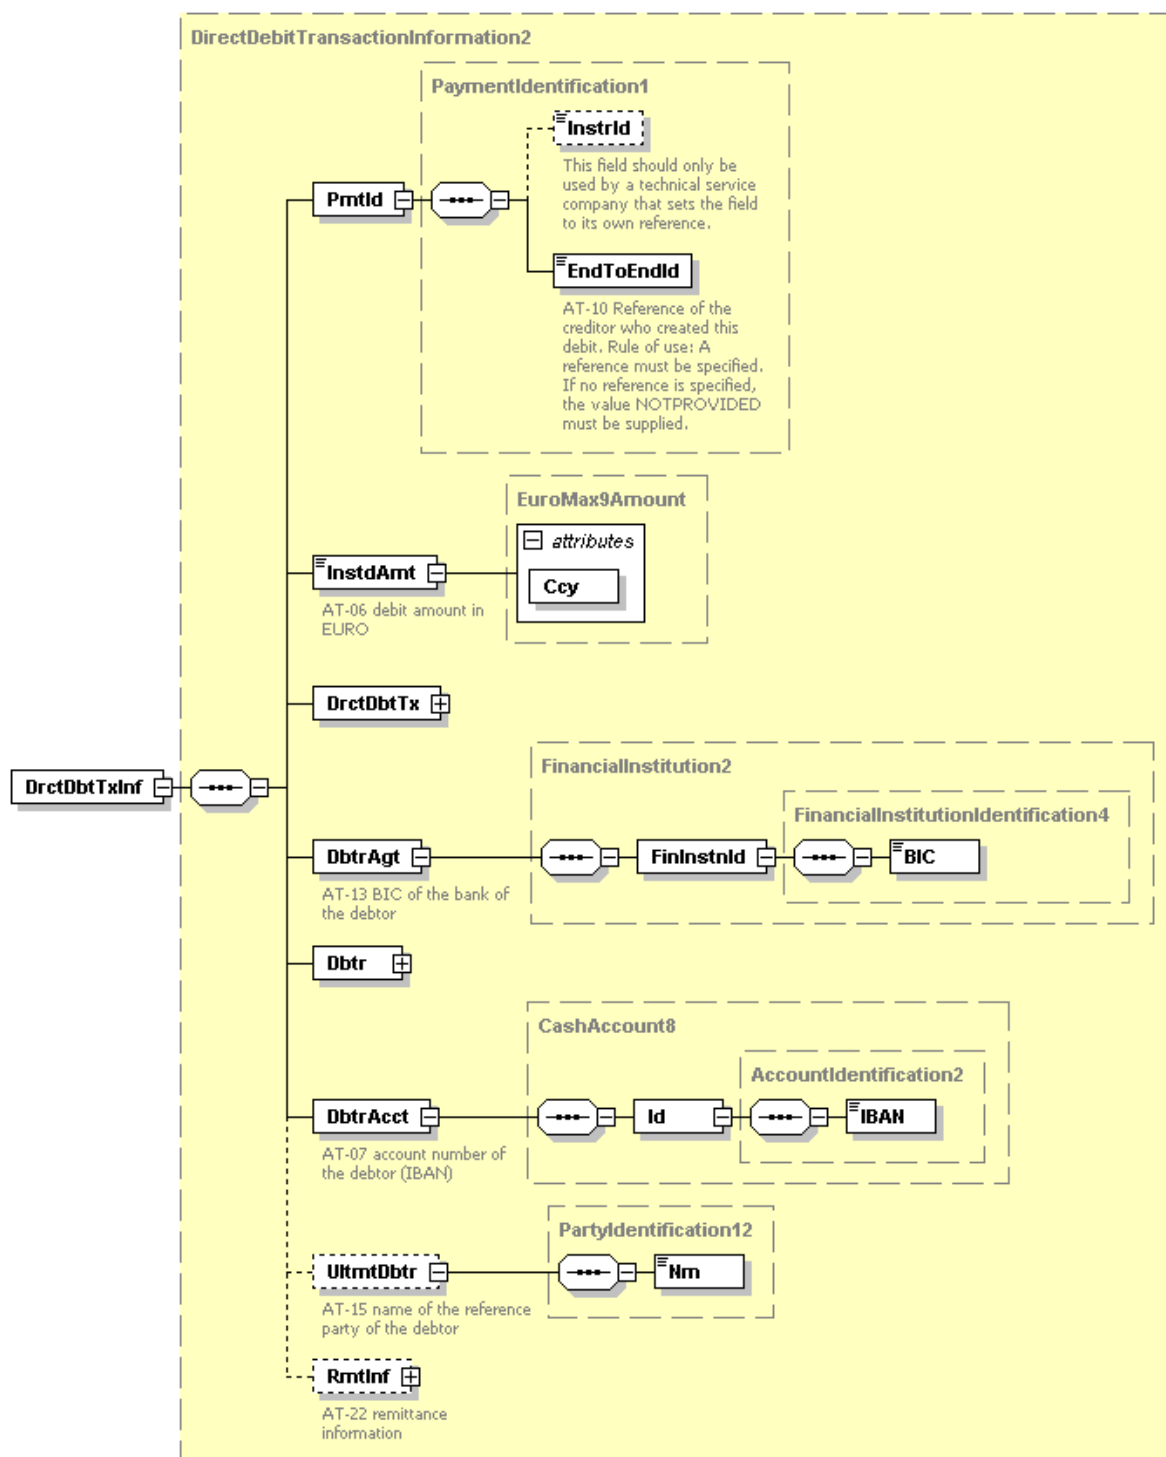 DirectDebitTransactionInformation2
PaymentIdentification1
InstrId
This field should only be
used by a technical service
company that sets the field
to its own reference.
PmtId
EndToEndId
AT-10 Reference of the
creditor who created this
debit. Rule of use: A
reference must be specified.
If no reference is specified,
the value NOTPROVIDED
must be supplied.
EuroMax9Amount
attributes
Ccy
InstdAmt
AT-06 debit amount in
EURO
DrctDbtTx
DrctDbtTxInf
FinancialInstitution2
FinancialInstitutionIdentification4
DbtrAgt
FinInstnId
BIC
AT-13 BIC of the bank of
the debtor
Dbtr
CashAccount8
AccountIdentification2
DbtrAcct
Id
IBAN
AT-07 account number of
the debtor (IBAN)
PartyIdentification12
UltmtDbtr
Nm
AT-15 name of the reference
party of the debtor
RmtInf
AT-22 remittance
information